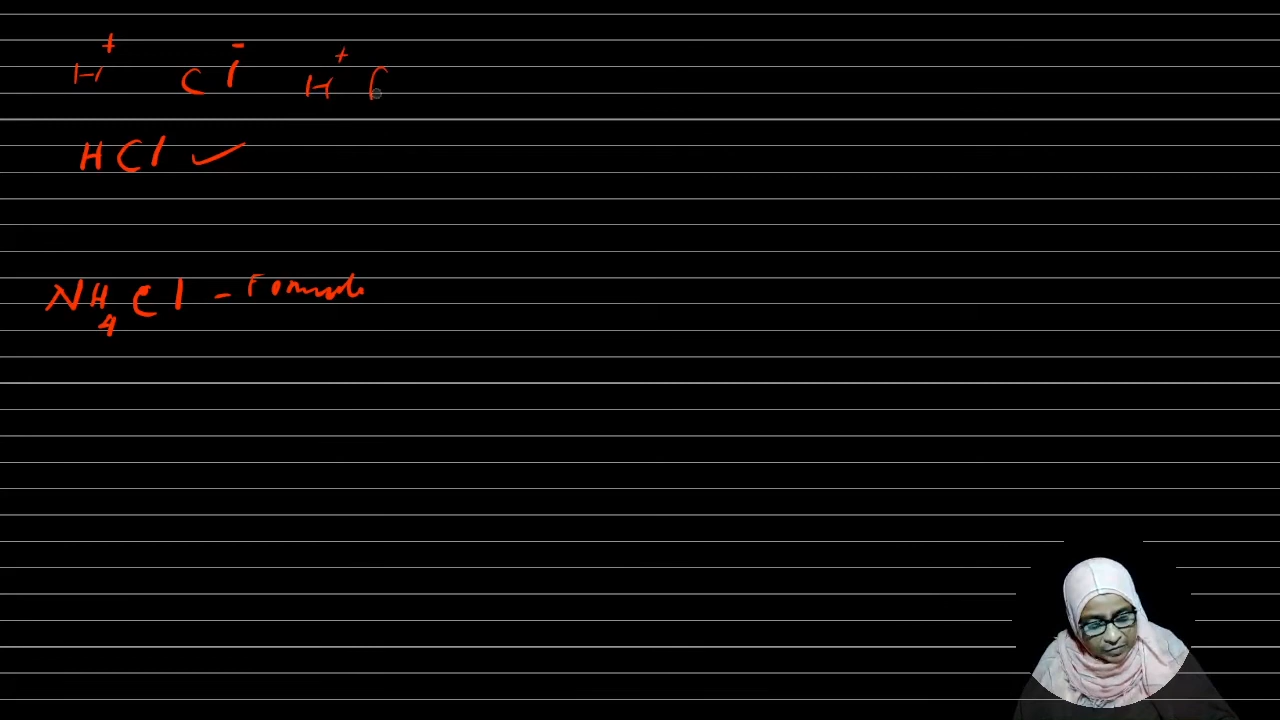 H⁺ Cl⁻ H⁺
HCl ✓
NH₄Cl - Formula